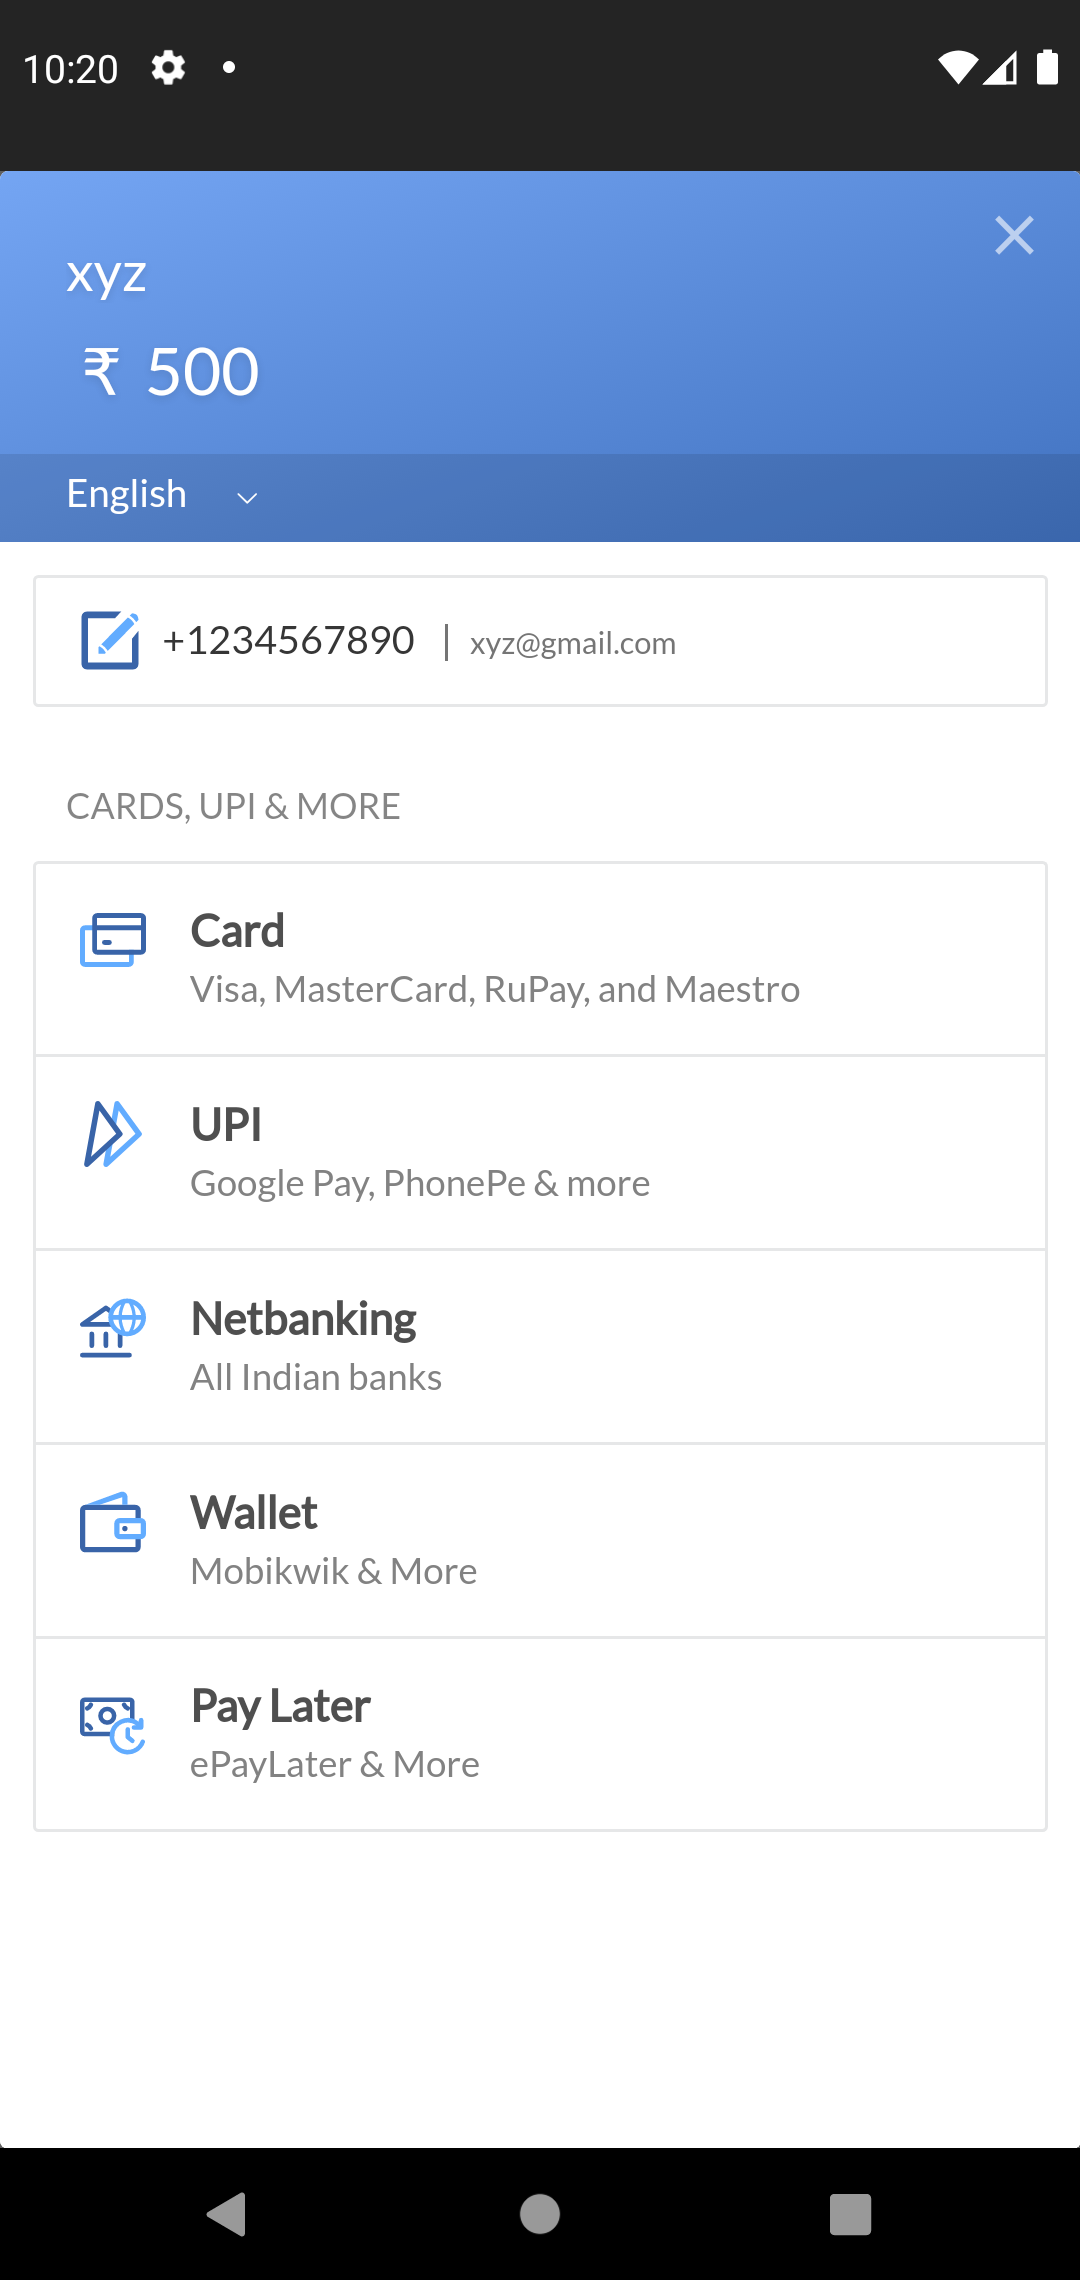 10:20
xyz
₹ 500
English
+1234567890 | xyz@gmail.com
CARDS, UPI & MORE
Card
Visa, MasterCard, RuPay, and Maestro
UPI
Google Pay, PhonePe & more
Netbanking
All Indian banks
Wallet
Mobikwik & More
Pay Later
ePayLater & More